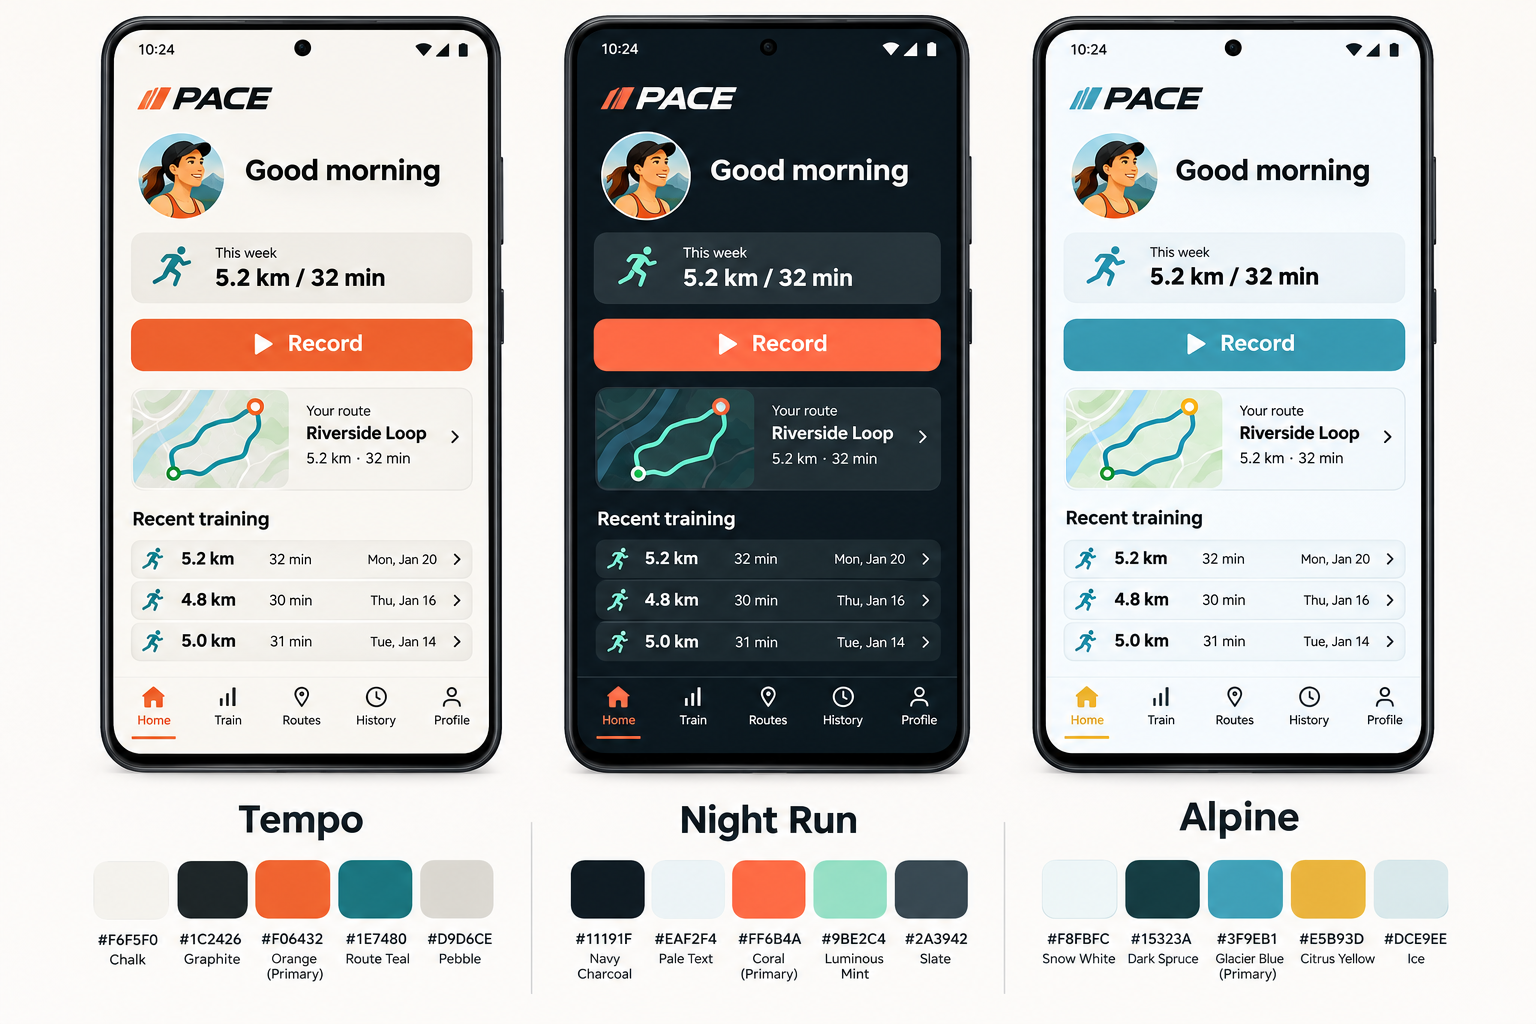 10:24
PACE
Good morning
This week
5.2 km / 32 min
Record
Your route
Riverside Loop
5.2 km · 32 min
Recent training
5.2 km 32 min Mon, Jan 20
4.8 km 30 min Thu, Jan 16
5.0 km 31 min Tue, Jan 14
Home Train Routes History Profile
Tempo
#F6F5F0 #1C2426 #F06432 #1E7480 #D9D6CE
Chalk Graphite Orange Route Teal Pebble
(Primary)
10:24
PACE
Good morning
This week
5.2 km / 32 min
Record
Your route
Riverside Loop
5.2 km · 32 min
Recent training
5.2 km 32 min Mon, Jan 20
4.8 km 30 min Thu, Jan 16
5.0 km 31 min Tue, Jan 14
Home Train Routes History Profile
Night Run
#11191F #EAF2F4 #FF6B4A #9BE2C4 #2A3942
Navy Pale Text Coral Luminous Slate
Charcoal (Primary) Mint
10:24
PACE
Good morning
This week
5.2 km / 32 min
Record
Your route
Riverside Loop
5.2 km · 32 min
Recent training
5.2 km 32 min Mon, Jan 20
4.8 km 30 min Thu, Jan 16
5.0 km 31 min Tue, Jan 14
Home Train Routes History Profile
Alpine
#F8FBFC #15323A #3F9EB1 #E5B93D #DCE9EE
Snow White Dark Spruce Glacier Blue Citrus Yellow Ice
(Primary)